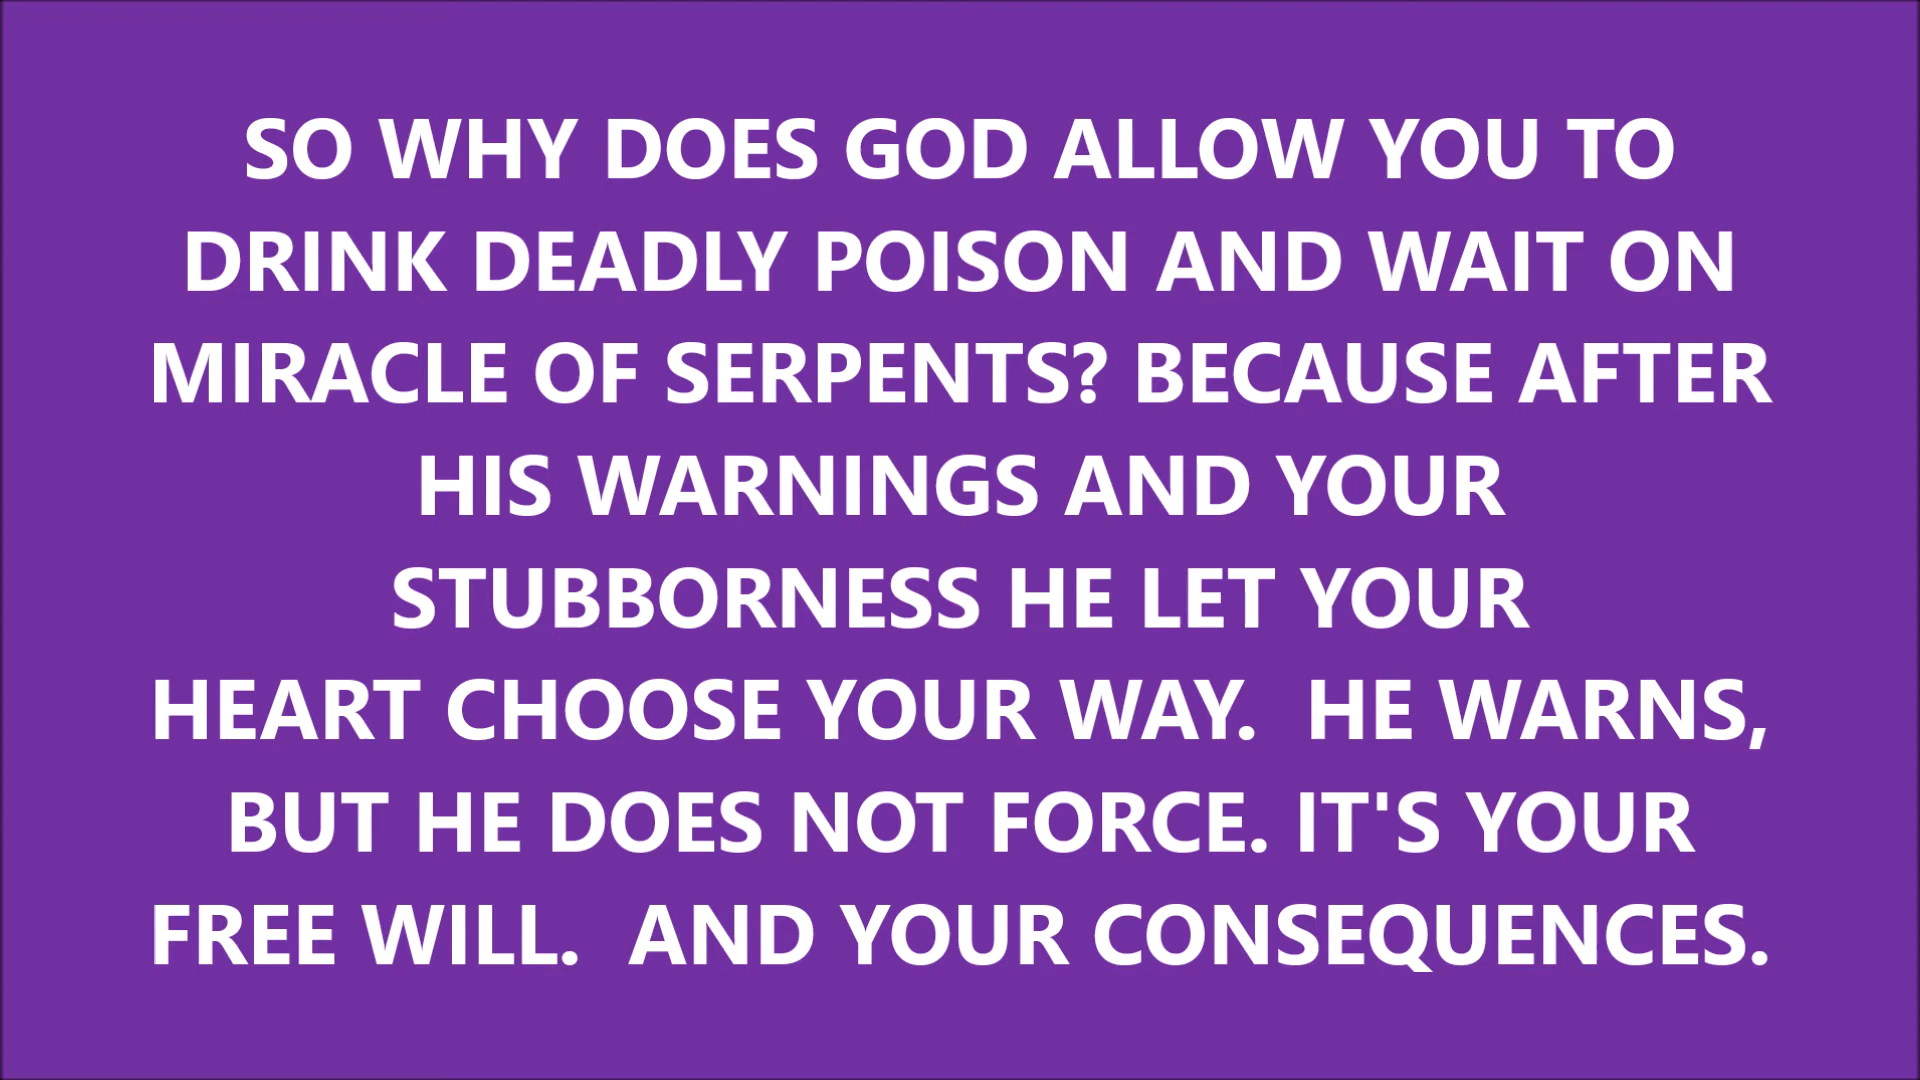 SO WHY DOES GOD ALLOW YOU TO
DRINK DEADLY POISON AND WAIT ON
MIRACLE OF SERPENTS? BECAUSE AFTER
HIS WARNINGS AND YOUR
STUBBORNESS HE LET YOUR
HEART CHOOSE YOUR WAY.  HE WARNS,
BUT HE DOES NOT FORCE. IT'S YOUR
FREE WILL.  AND YOUR CONSEQUENCES.